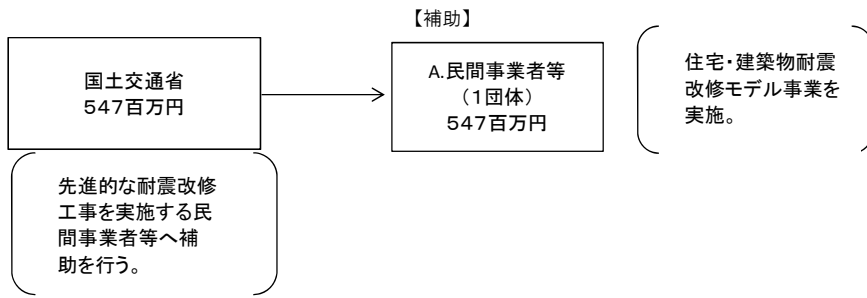 【補助】
国土交通省
547百万円
A.民間事業者等
(1団体)
547百万円
住宅・建築物耐震
改修モデル事業を
実施。
先進的な耐震改修
工事を実施する民
間事業者等へ補
助を行う。